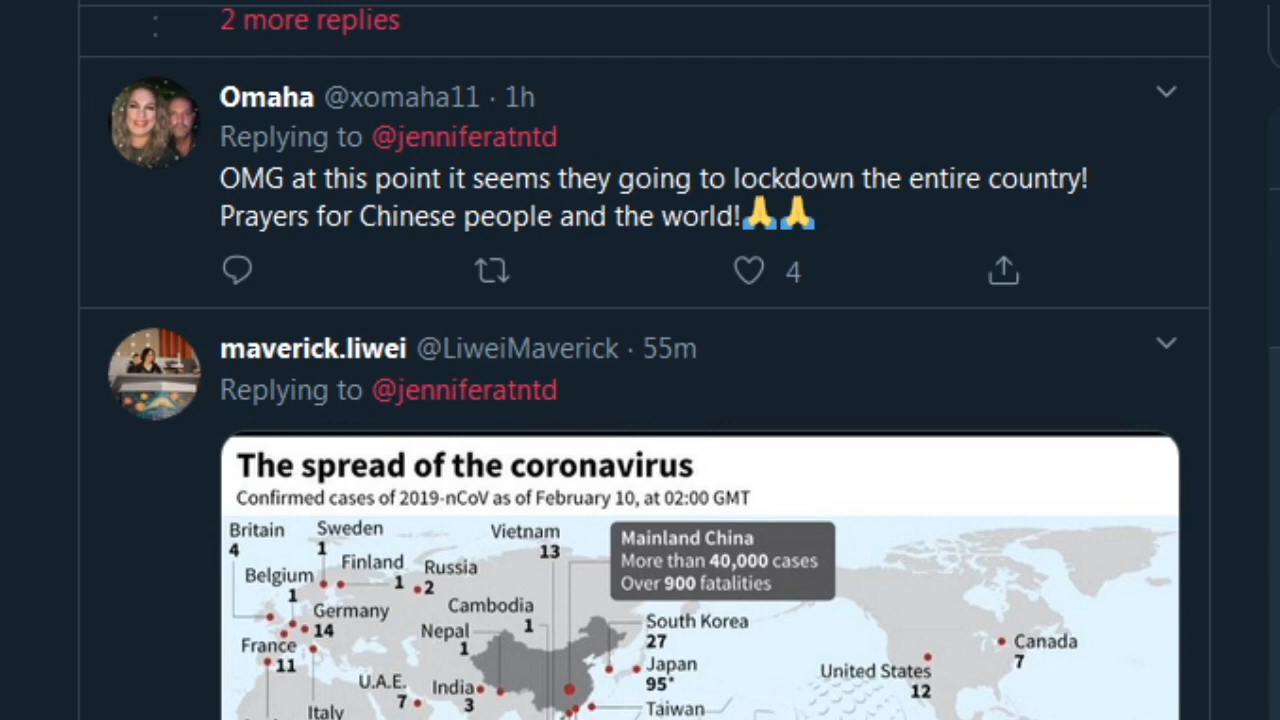 2 more replies
Omaha @xomaha11 · 1h
Replying to @jenniferatntd
OMG at this point it seems they going to lockdown the entire country!
Prayers for Chinese people and the world!🙏🙏
4
maverick.liwei @LiweiMaverick · 55m
Replying to @jenniferatntd
The spread of the coronavirus
Confirmed cases of 2019-nCoV as of February 10, at 02:00 GMT
Britain
4
Sweden
1
Vietnam
13
Mainland China
More than 40,000 cases
Over 900 fatalities
Finland
1
Russia
2
Belgium
1
Germany
14
Cambodia
1
Nepal
1
South Korea
27
France
11
Japan
95*
Canada
7
United States
12
U.A.E.
7
India
3
Italy
Taiwan